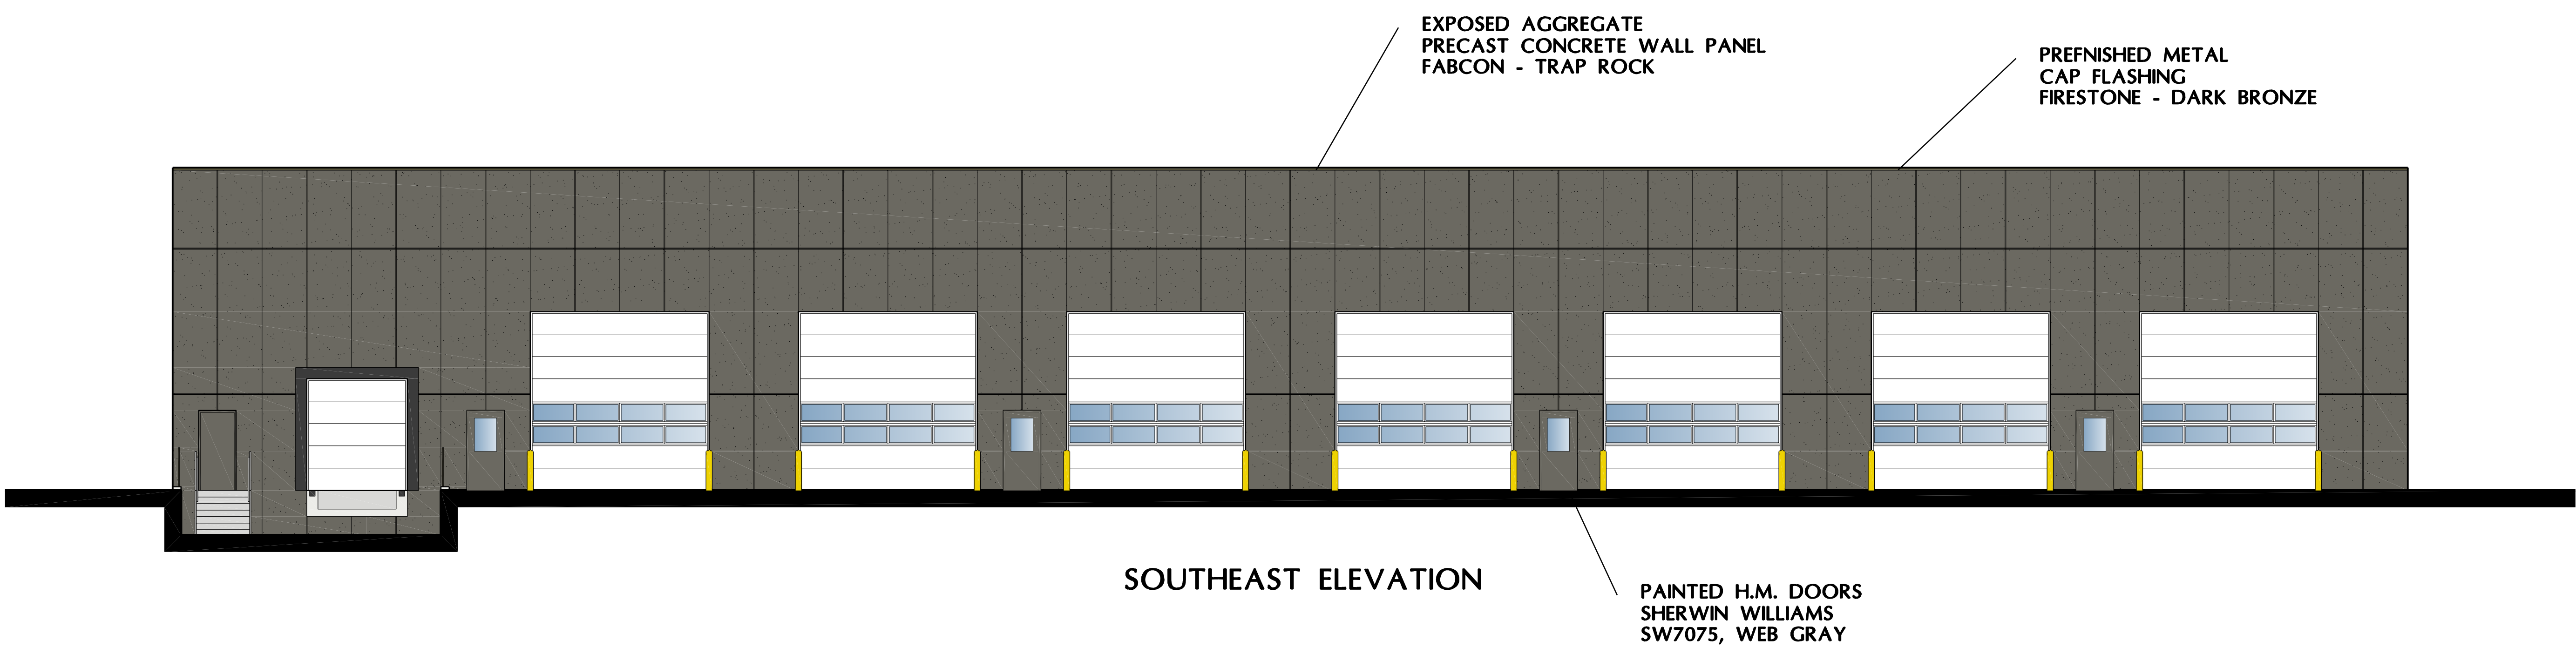 EXPOSED AGGREGATE
PRECAST CONCRETE WALL PANEL
FABCON - TRAP ROCK
PREFNISHED METAL
CAP FLASHING
FIRESTONE - DARK BRONZE
SOUTHEAST ELEVATION
PAINTED H.M. DOORS
SHERWIN WILLIAMS
SW7075, WEB GRAY